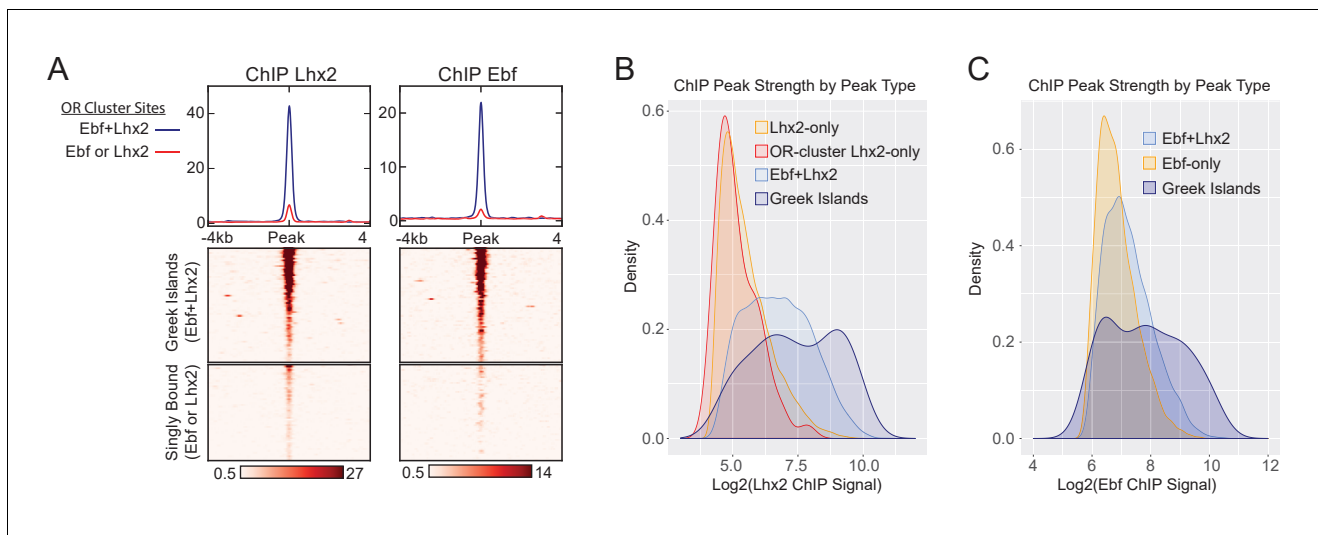 A
ChIP Lhx2
ChIP Ebf
OR Cluster Sites
Ebf+Lhx2
Ebf or Lhx2
40
20
0
20
10
0
-4kb
Peak
4
-4kb
Peak
4
Greek Islands
(Ebf+Lhx2)
Singly Bound
(Ebf or Lhx2)
0.5
27
0.5
14
B
ChIP Peak Strength by Peak Type
0.6
0.4
0.2
0.0
Density
Lhx2-only
OR-cluster Lhx2-only
Ebf+Lhx2
Greek Islands
5.0
7.5
10.0
Log2(Lhx2 ChIP Signal)
C
ChIP Peak Strength by Peak Type
0.6
0.4
0.2
0.0
Density
Ebf+Lhx2
Ebf-only
Greek Islands
4
6
8
10
12
Log2(Ebf ChIP Signal)